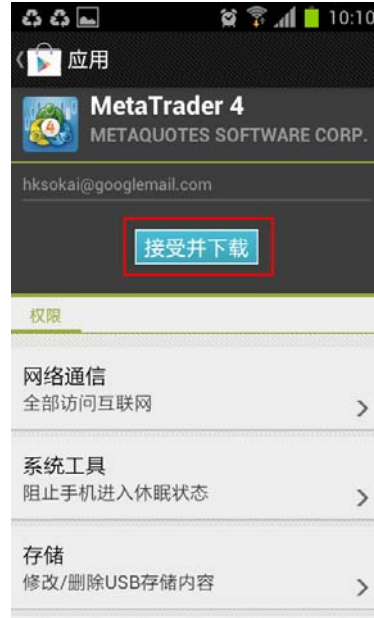 10:10
应用
MetaTrader 4
METAQUOTES SOFTWARE CORP.
hksokai@googlemail.com
接受并下载
权限
网络通信
全部访问互联网
系统工具
阻止手机进入休眠状态
存储
修改/删除USB存储内容